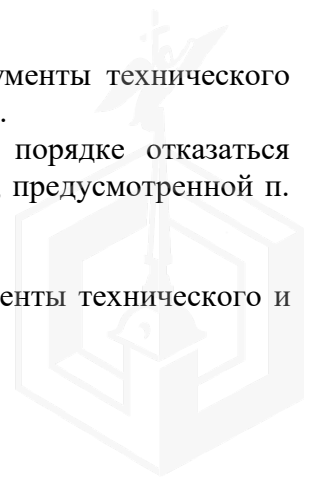 ументы технического
.
порядке отказаться
предусмотренной п.
енты технического и